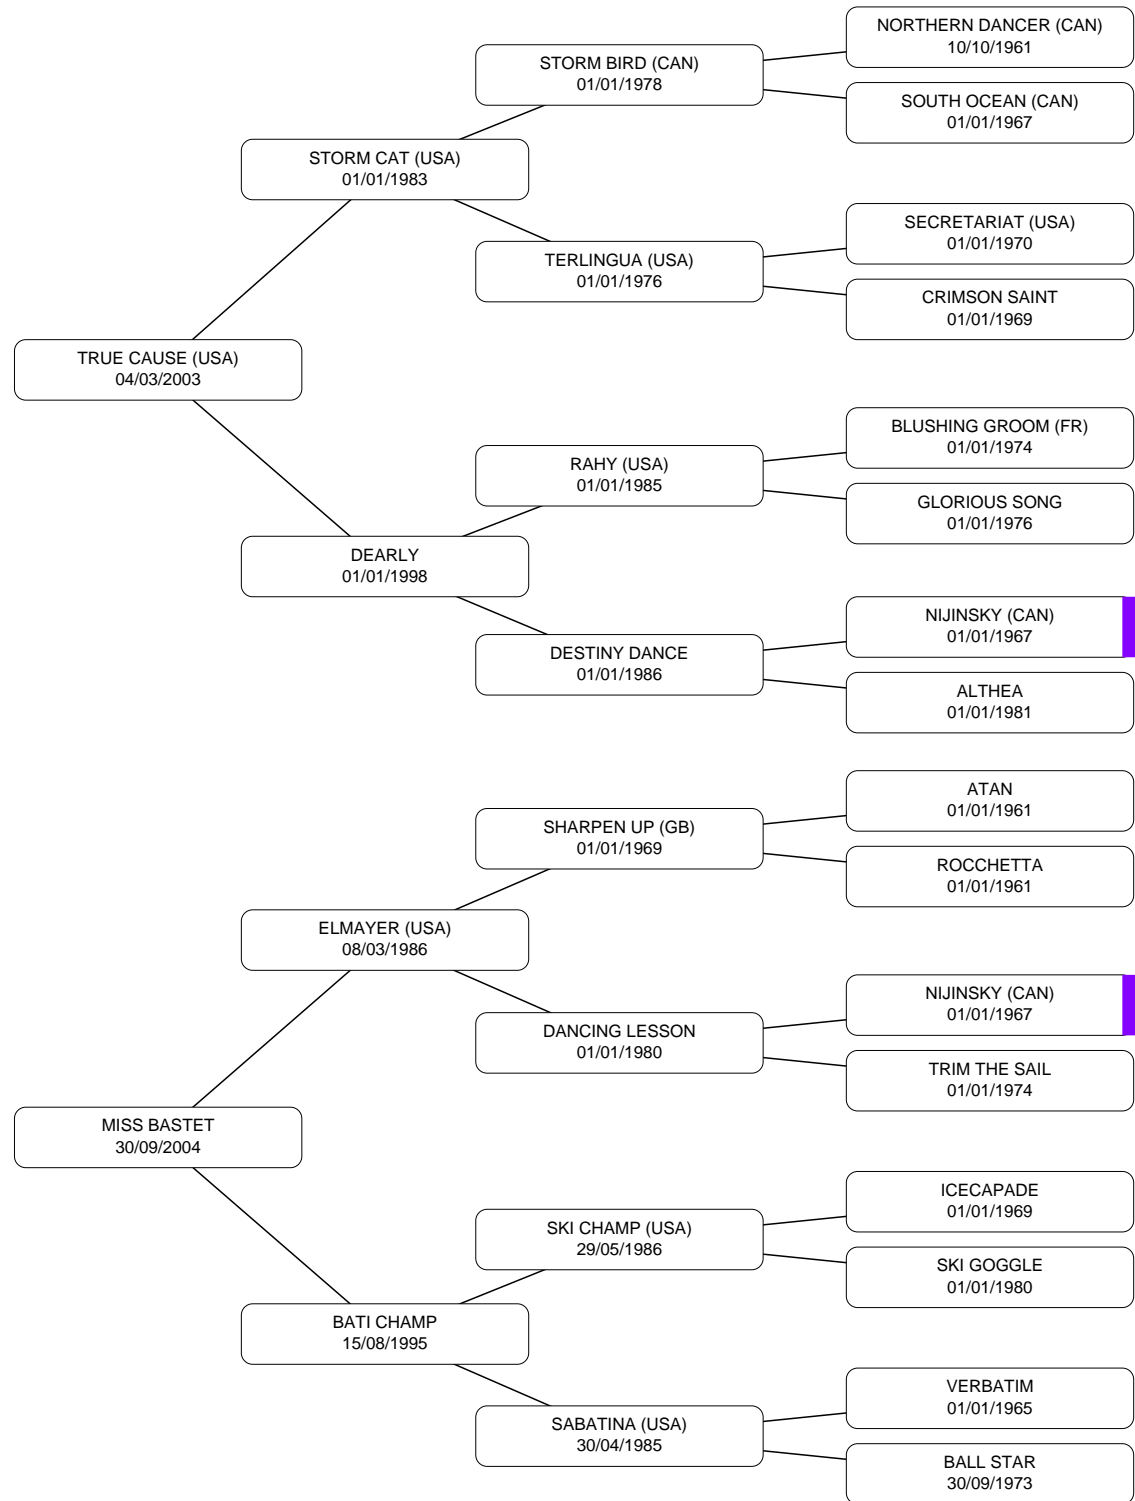 NORTHERN DANCER (CAN)
10/10/1961
STORM BIRD (CAN)
01/01/1978
SOUTH OCEAN (CAN)
01/01/1967
STORM CAT (USA)
01/01/1983
SECRETARIAT (USA)
01/01/1970
TERLINGUA (USA)
01/01/1976
CRIMSON SAINT
01/01/1969
TRUE CAUSE (USA)
04/03/2003
BLUSHING GROOM (FR)
01/01/1974
RAHY (USA)
01/01/1985
GLORIOUS SONG
01/01/1976
DEARLY
01/01/1998
NIJINSKY (CAN)
01/01/1967
DESTINY DANCE
01/01/1986
ALTHEA
01/01/1981
ATAN
01/01/1961
SHARPEN UP (GB)
01/01/1969
ROCCHETTA
01/01/1961
ELMAYER (USA)
08/03/1986
NIJINSKY (CAN)
01/01/1967
DANCING LESSON
01/01/1980
TRIM THE SAIL
01/01/1974
MISS BASTET
30/09/2004
ICECAPADE
01/01/1969
SKI CHAMP (USA)
29/05/1986
SKI GOGGLE
01/01/1980
BATI CHAMP
15/08/1995
VERBATIM
01/01/1965
SABATINA (USA)
30/04/1985
BALL STAR
30/09/1973